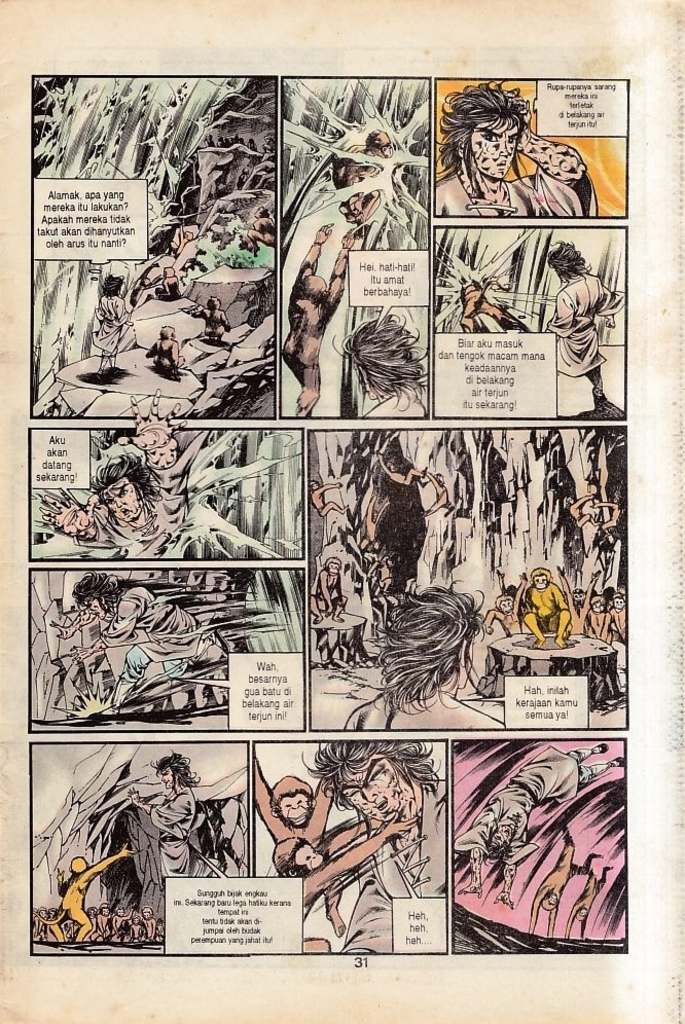 Alamak, apa yang
mereka itu lakukan?
Apakah mereka tidak
takut akan dihanyutkan
oleh arus itu nanti?
Hei, hati-hati!
Itu amat
berbahaya!
Rupa-rupanya sarang
mereka ini
terletak
di belakang air
terjun itu!
Biar aku masuk
dan tengok macam mana
keadaannya
di belakang
air terjun
itu sekarang!
Aku
akan
datang
sekarang!
Wah,
besarnya
gua batu di
belakang air
terjun ini!
Hah, inilah
kerajaan kamu
semua ya!
Sungguh bijak engkau
ini. Sekarang baru lega hatiku kerana
tempat ini
tentu tidak akan di-
jumpai oleh budak
perempuan yang jahat itu!
Heh,
heh,
heh....
31